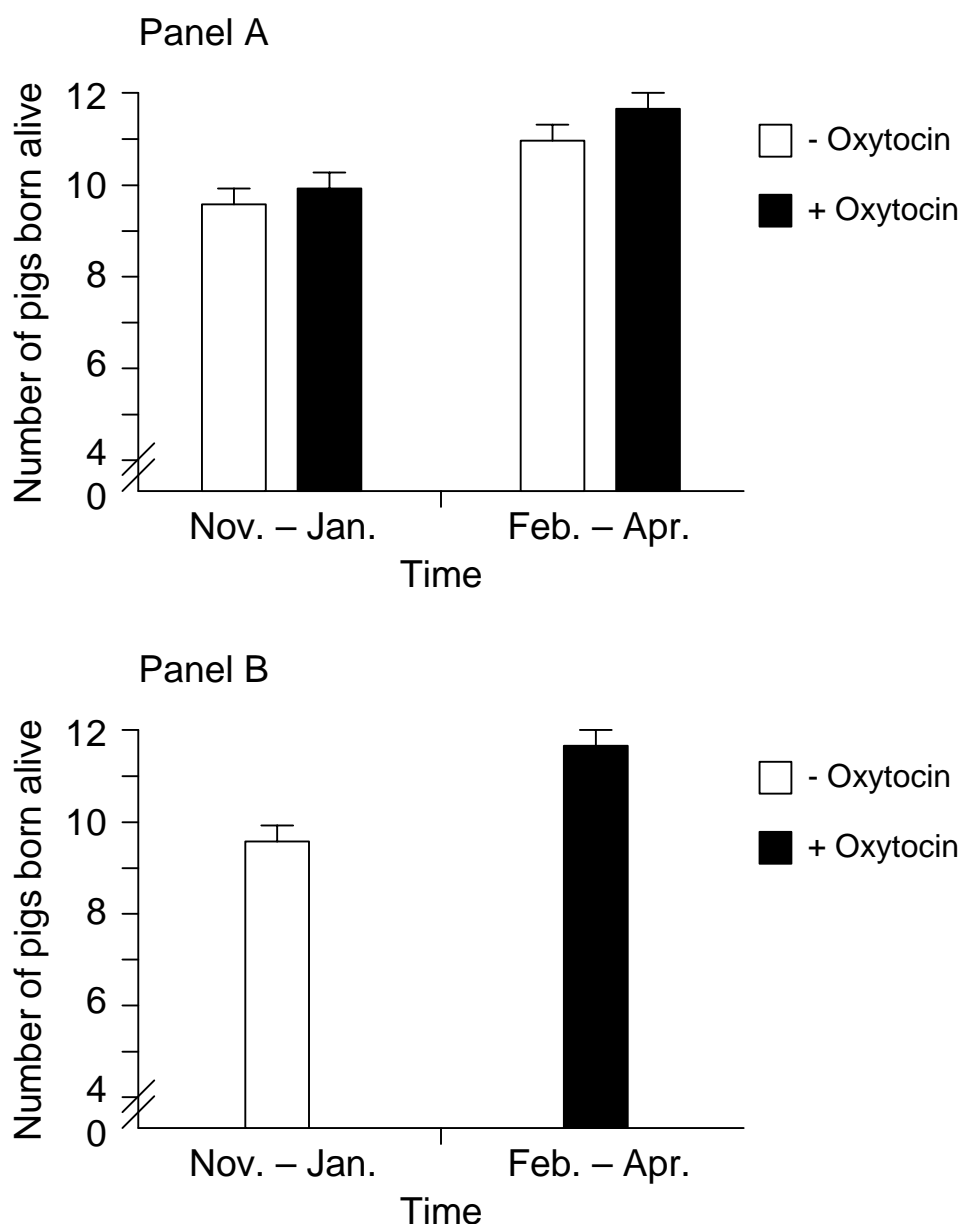 Panel A
Number of pigs born alive
12
10
8
6
4
0
Nov. – Jan.
Feb. – Apr.
Time
- Oxytocin
+ Oxytocin
Panel B
Number of pigs born alive
12
10
8
6
4
0
Nov. – Jan.
Feb. – Apr.
Time
- Oxytocin
+ Oxytocin